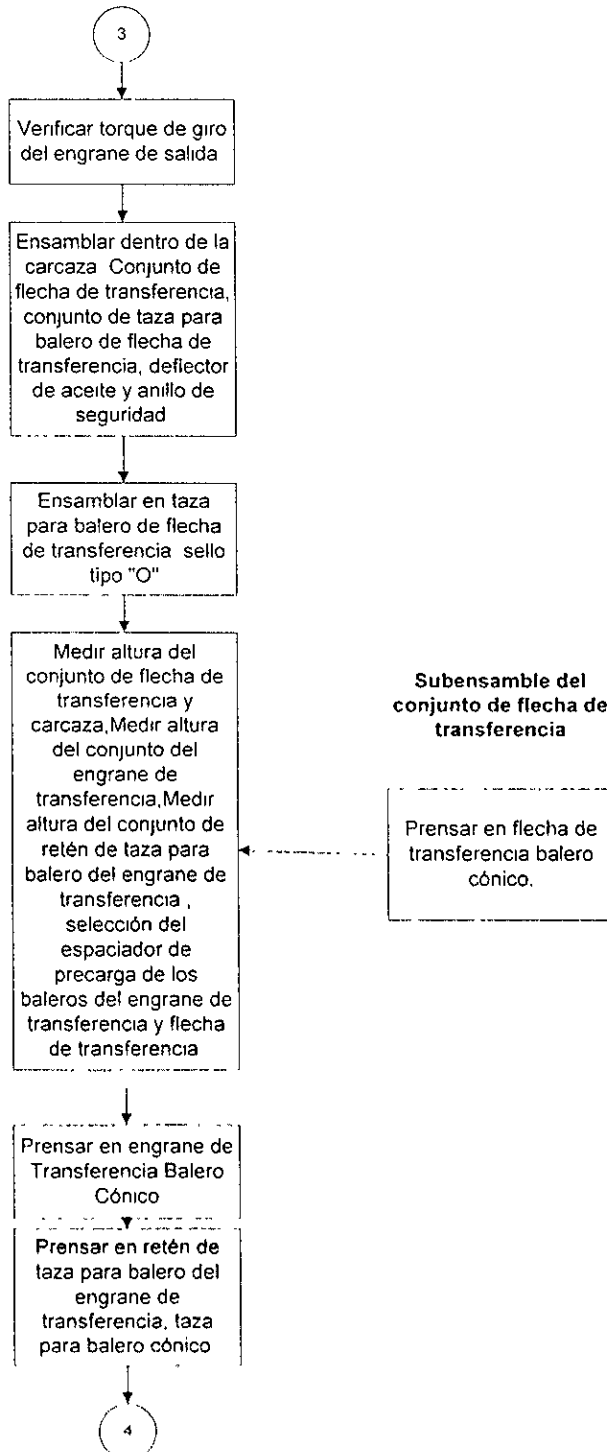 3
Verificar torque de giro
del engrane de salida
Ensamblar dentro de la
carcaza Conjunto de
flecha de transferencia,
conjunto de taza para
balero de flecha de
transferencia, deflector
de aceite y anillo de
seguridad
Ensamblar en taza
para balero de flecha
de transferencia sello
tipo "O"
Medir altura del
conjunto de flecha de
transferencia y
carcaza,Medir altura
del conjunto del
engrane de
transferencia,Medir
altura del conjunto de
retén de taza para
balero del engrane de
transferencia ,
selección del
espaciador de
precarga de los
baleros del engrane de
transferencia y flecha
de transferencia
Subensamble del
conjunto de flecha de
transferencia
Prensar en flecha de
transferencia balero
cónico.
Prensar en engrane de
Transferencia Balero
Cónico
Prensar en retén de
taza para balero del
engrane de
transferencia, taza
para balero cónico
4